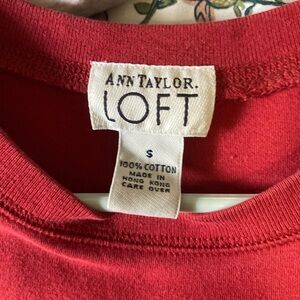 ANN TAYLOR.
LOFT
S
100% COTTON
MADE IN
HONG KONG
CARE OVER